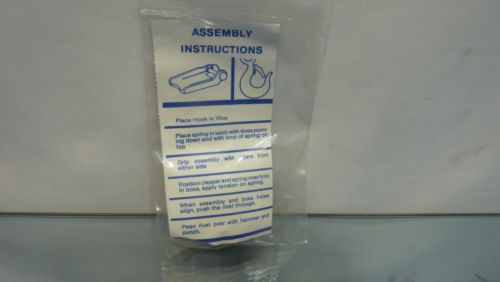 ASSEMBLY
INSTRUCTIONS
Place Hook in Vice.
Place spring in latch with tines point-
ing down and with loop of spring on
top.
Grip assembly with pliers from
either side
Position clapper and spring over hole
in boss, apply tension on spring.
When assembly and boss holes
align, push the rivet through.
Peen rivet over with hammer and
punch.